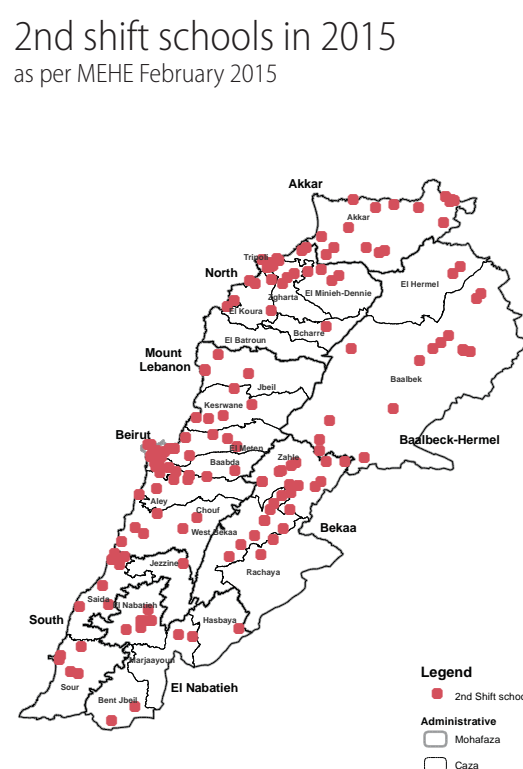 2nd shift schools in 2015
as per MEHE February 2015
Akkar
Akkar
Tripoli
North
El Hermel
Zgharta
El Minieh-Dennie
El Koura
Bcharre
El Batroun
Mount
Lebanon
Baalbek
Jbeil
Kesrwane
Beirut
El Meten
Baalbeck-Hermel
Zahle
Baabda
Aley
Chouf
West Bekaa
Bekaa
Jezzine
Rachaya
Saida
El Nabatieh
South
Hasbaya
Marjaayoun
Sour
El Nabatieh
Bent Jbeil
Legend
2nd Shift schoo
Administrative
Mohafaza
Caza